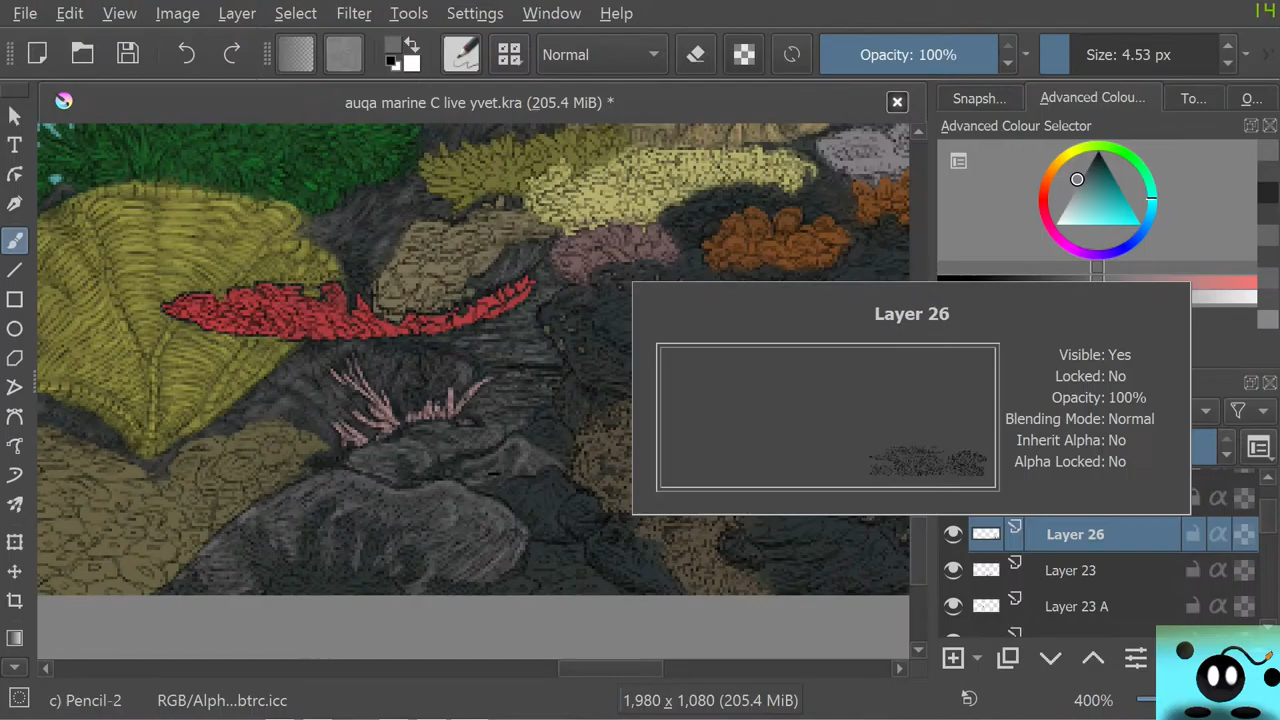 File Edit View Image Layer Select Filter Tools Settings Window Help
14
Normal
Opacity: 100%
Size: 4.53 px
auqa marine C live yvet.kra (205.4 MiB) *
Snapsh... Advanced Colou... To... O...
Advanced Colour Selector
Layer 26
Visible: Yes
Locked: No
Opacity: 100%
Blending Mode: Normal
Inherit Alpha: No
Alpha Locked: No
Layer 26
Layer 23
Layer 23 A
c) Pencil-2
RGB/Alph...btrc.icc
1,980 x 1,080 (205.4 MiB)
400%